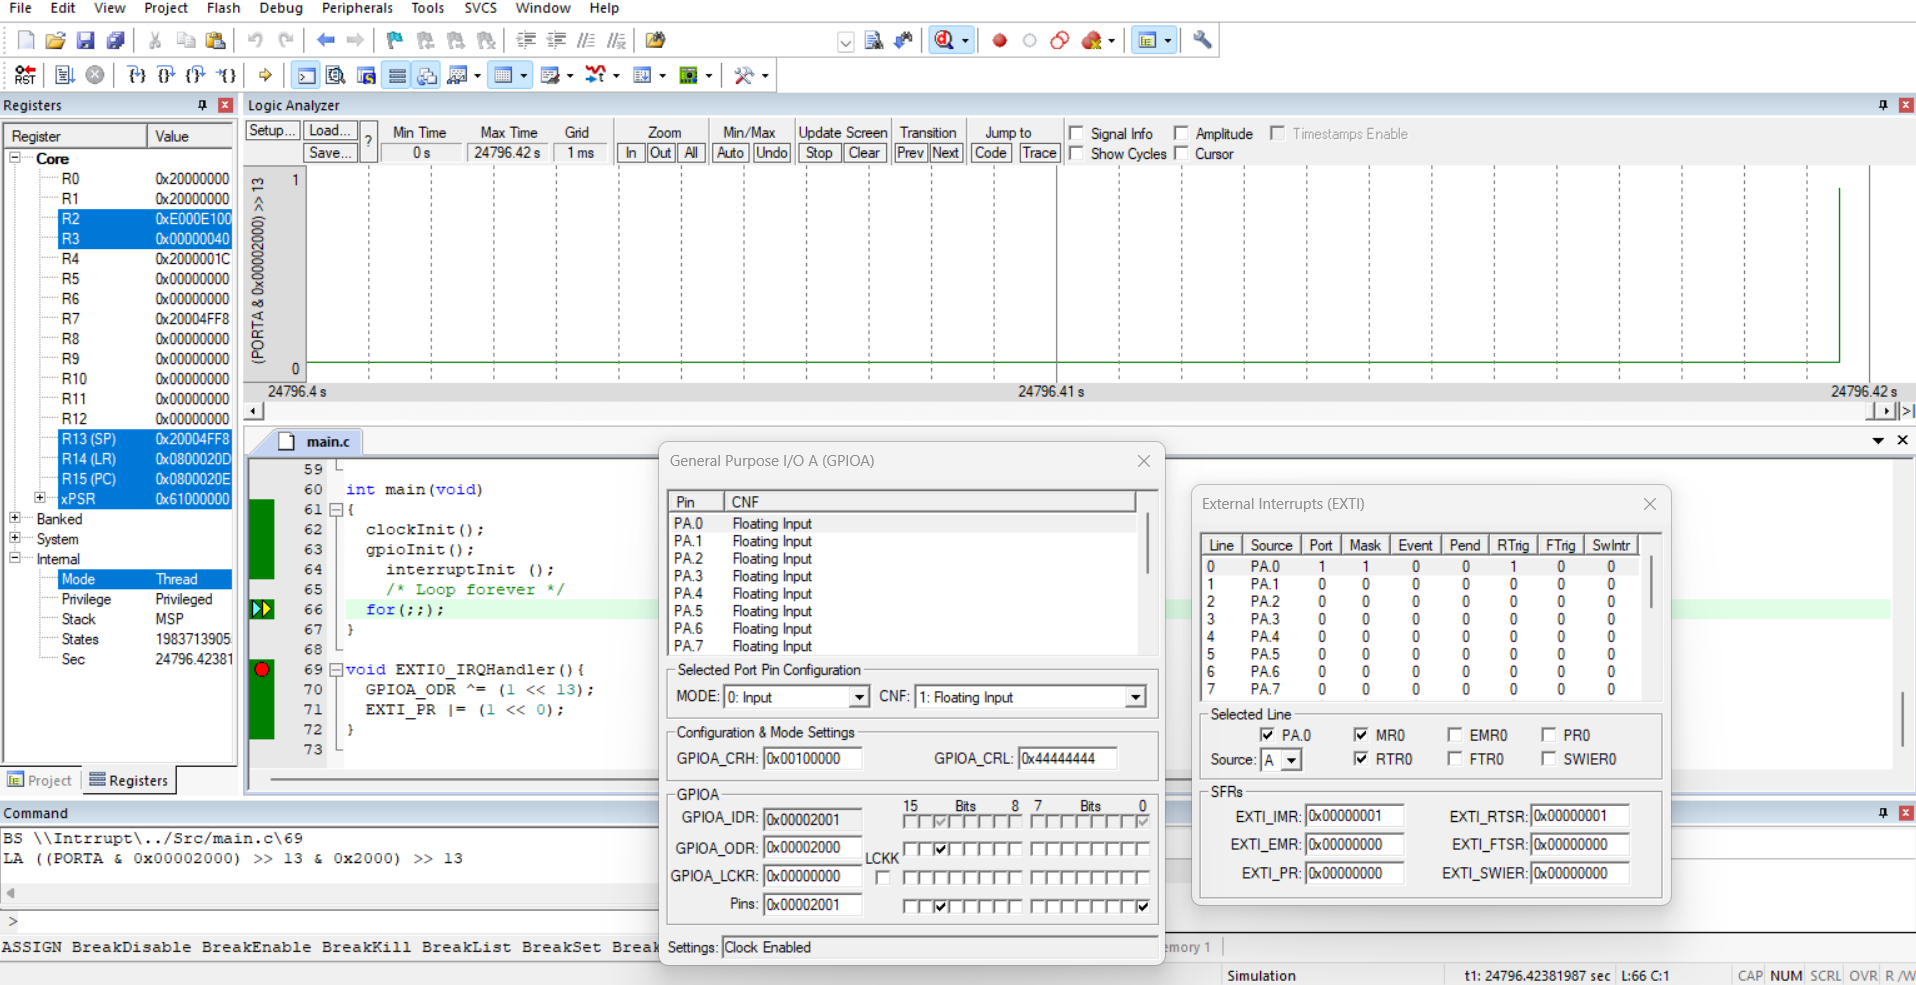 File Edit View Project Flash Debug Peripherals Tools SVCS Window Help
RST
Registers
Register Value
Core
R0 0x20000000
R1 0x20000000
R2 0xE000E100
R3 0x00000040
R4 0x2000001C
R5 0x00000000
R6 0x00000000
R7 0x20004FF8
R8 0x00000000
R9 0x00000000
R10 0x00000000
R11 0x00000000
R12 0x00000000
R13 (SP) 0x20004FF8
R14 (LR) 0x0800020D
R15 (PC) 0x0800020E
xPSR 0x61000000
Banked
System
Internal
Mode Thread
Privilege Privileged
Stack MSP
States 1983713905
Sec 24796.42381
Project Registers
Logic Analyzer
Setup... Load... ? Min Time Max Time Grid Zoom Min/Max Update Screen Transition Jump to Signal Info Amplitude Timestamps Enable
Save... 0 s 24796.42 s 1 ms In Out All Auto Undo Stop Clear Prev Next Code Trace Show Cycles Cursor
(PORTA & 0x00002000) >> 13
1
0
24796.4 s 24796.41 s 24796.42 s
main.c
59
60 int main(void)
61 {
62 clockInit();
63 gpioInit();
64 interruptInit ();
65 /* Loop forever */
66 for(;;);
67 }
68
69 void EXTI0_IRQHandler(){
70 GPIOA_ODR ^= (1 << 13);
71 EXTI_PR |= (1 << 0);
72 }
73
General Purpose I/O A (GPIOA)
Pin CNF
PA.0 Floating Input
PA.1 Floating Input
PA.2 Floating Input
PA.3 Floating Input
PA.4 Floating Input
PA.5 Floating Input
PA.6 Floating Input
PA.7 Floating Input
Selected Port Pin Configuration
MODE: 0: Input CNF: 1: Floating Input
Configuration & Mode Settings
GPIOA_CRH: 0x00100000 GPIOA_CRL: 0x44444444
GPIOA
15 Bits 8 7 Bits 0
GPIOA_IDR: 0x00002001
GPIOA_ODR: 0x00002000
LCKK
GPIOA_LCKR: 0x00000000
Pins: 0x00002001
Settings: Clock Enabled
External Interrupts (EXTI)
Line Source Port Mask Event Pend RTrig FTrig SwIntr
0 PA.0 1 1 0 0 1 0 0
1 PA.1 0 0 0 0 0 0 0
2 PA.2 0 0 0 0 0 0 0
3 PA.3 0 0 0 0 0 0 0
4 PA.4 0 0 0 0 0 0 0
5 PA.5 0 0 0 0 0 0 0
6 PA.6 0 0 0 0 0 0 0
7 PA.7 0 0 0 0 0 0 0
Selected Line
PA.0 MR0 EMR0 PR0
Source: A RTR0 FTR0 SWIER0
SFRs
EXTI_IMR: 0x00000001 EXTI_RTSR: 0x00000001
EXTI_EMR: 0x00000000 EXTI_FTSR: 0x00000000
EXTI_PR: 0x00000000 EXTI_SWIER: 0x00000000
Command
BS \\Intrrupt\../Src/main.c\69
LA ((PORTA & 0x00002000) >> 13 & 0x2000) >> 13
>
ASSIGN BreakDisable BreakEnable BreakKill BreakList BreakSet Break
emory 1
Simulation t1: 24796.42381987 sec L:66 C:1 CAP NUM SCRL OVR R/W